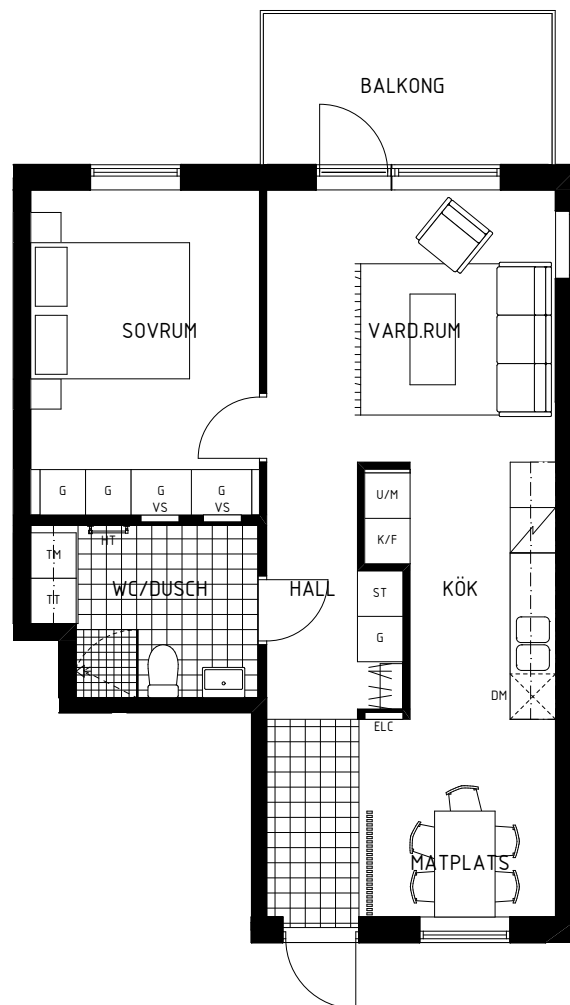 BALKONG
SOVRUM
VARD.RUM
G
G
G
VS
G
VS
U/M
K/F
HT
TM
TT
WC/DUSCH
HALL
ST
G
KÖK
DM
ELC
MATPLATS